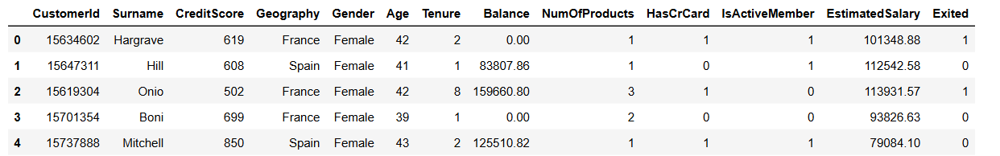 CustomerId Surname CreditScore Geography Gender Age Tenure Balance NumOfProducts HasCrCard IsActiveMember EstimatedSalary Exited
0 15634602 Hargrave 619 France Female 42 2 0.00 1 1 1 101348.88 1
1 15647311 Hill 608 Spain Female 41 1 83807.86 1 0 1 112542.58 0
2 15619304 Onio 502 France Female 42 8 159660.80 3 1 0 113931.57 1
3 15701354 Boni 699 France Female 39 1 0.00 2 0 0 93826.63 0
4 15737888 Mitchell 850 Spain Female 43 2 125510.82 1 1 1 79084.10 0